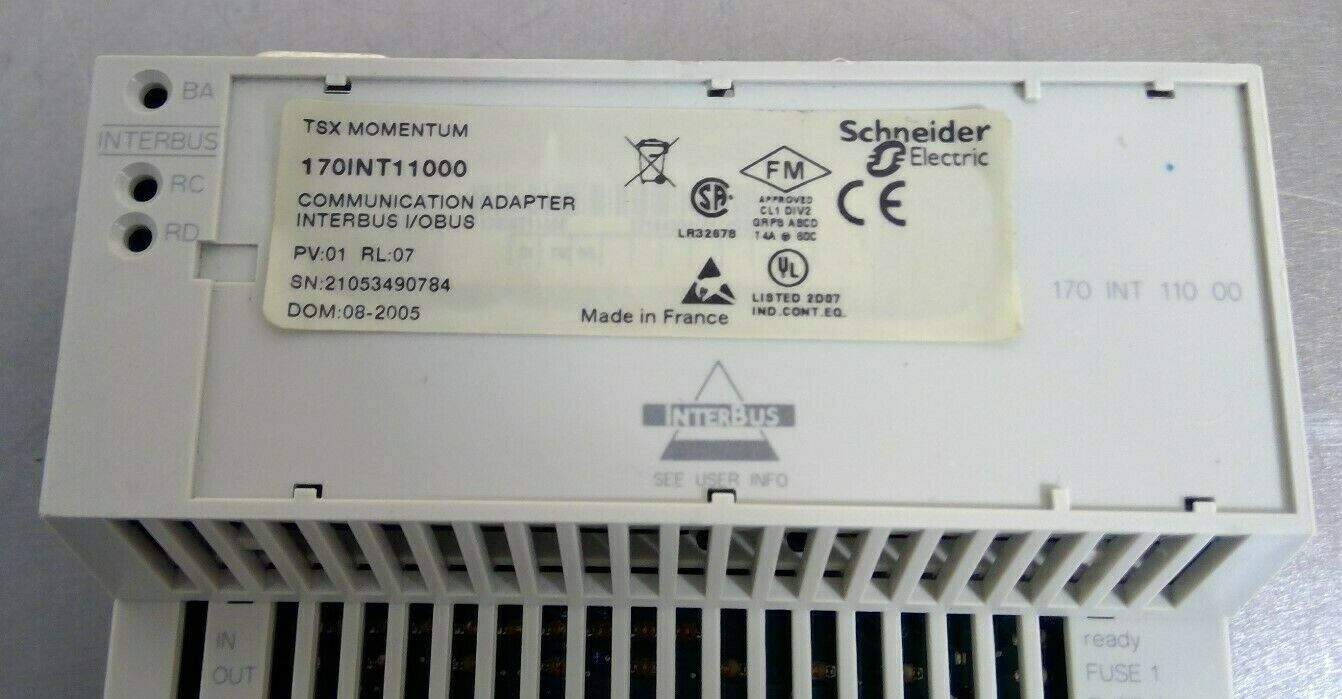 BA
INTERBUS
RC
RD
TSX MOMENTUM
170INT11000
COMMUNICATION ADAPTER
INTERBUS I/OBUS
PV:01 RL:07
SN:21053490784
DOM:08-2005
SA
LR32678
FM
APPROVED
CL1 DIV2
GRPS ABCD
T4A @ 60C
UL
LISTED 2D07
IND.CONT.EQ.
Made in France
Schneider
Electric
CE
170 INT 110 00
INTERBUS
SEE USER INFO
IN
OUT
ready
FUSE 1